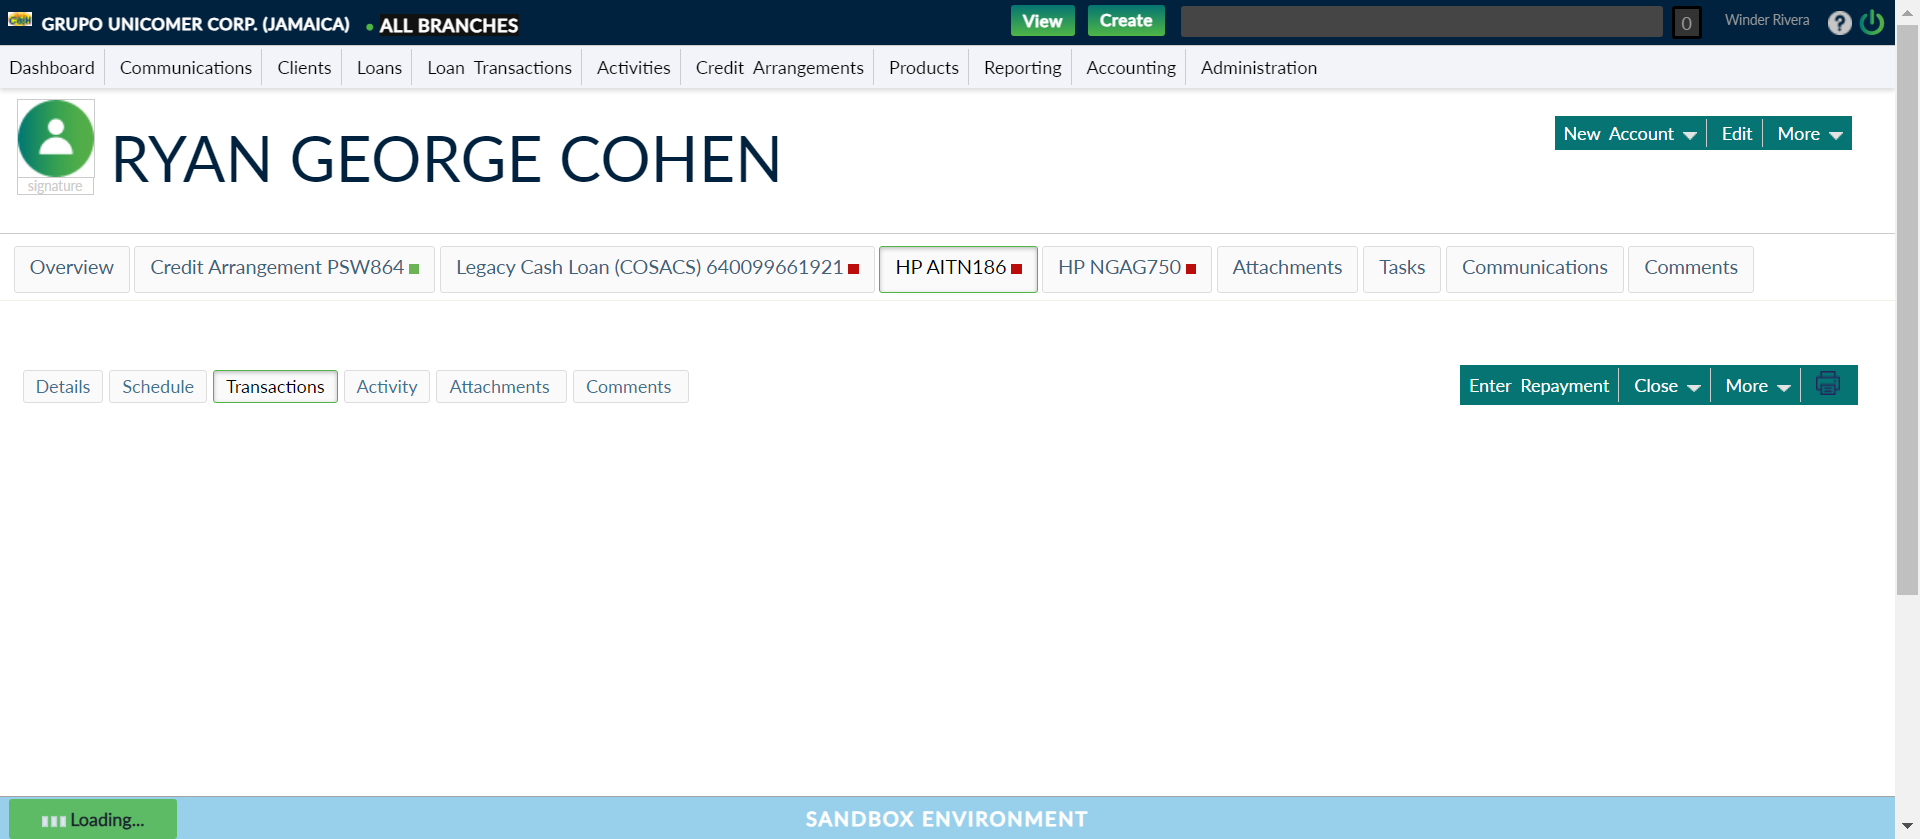 GRUPO UNICOMER CORP. (JAMAICA) ALL BRANCHES View Create 0 Winder Rivera ?
Dashboard Communications Clients Loans Loan Transactions Activities Credit Arrangements Products Reporting Accounting Administration
RYAN GEORGE COHEN
signature
New Account Edit More
Overview Credit Arrangement PSW864 Legacy Cash Loan (COSACS) 640099661921 HP AITN186 HP NGAG750 Attachments Tasks Communications Comments
Details Schedule Transactions Activity Attachments Comments Enter Repayment Close More
Loading... SANDBOX ENVIRONMENT